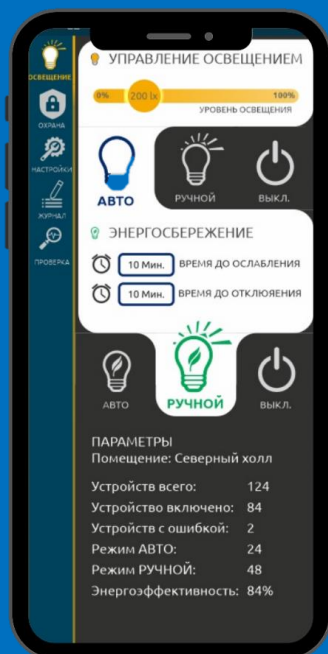 ОСВЕЩЕНИЕ
ОХРАНА
НАСТРОЙКИ
ЖУРНАЛ
ПРОВЕРКА
УПРАВЛЕНИЕ ОСВЕЩЕНИЕМ
0% 200 lx 100%
УРОВЕНЬ ОСВЕЩЕНИЯ
АВТО РУЧНОЙ ВЫКЛ.
ЭНЕРГОСБЕРЕЖЕНИЕ
10 Мин. ВРЕМЯ ДО ОСЛАБЛЕНИЯ
10 Мин. ВРЕМЯ ДО ОТКЛЮЯЕНИЯ
АВТО РУЧНОЙ ВЫКЛ.
ПАРАМЕТРЫ
Помещение: Северный холл
Устройств всего: 124
Устройство включено: 84
Устройств с ошибкой: 2
Режим АВТО: 24
Режим РУЧНОЙ: 48
Энергоэффективность: 84%